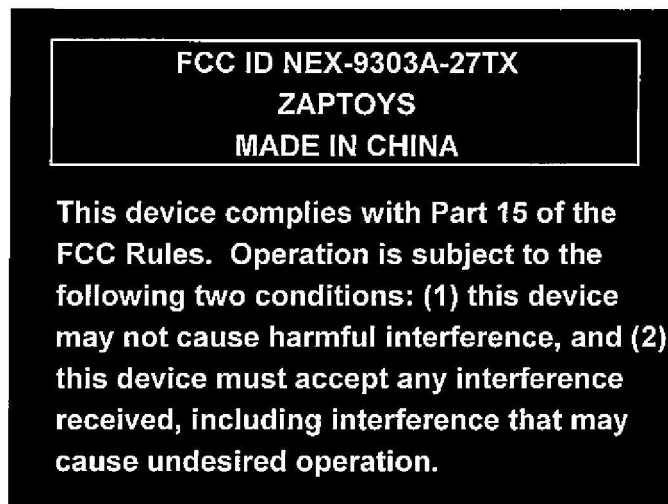 FCC ID NEX-9303A-27TX
ZAPTOYS
MADE IN CHINA
This device complies with Part 15 of the
FCC Rules.  Operation is subject to the
following two conditions: (1) this device
may not cause harmful interference, and (2)
this device must accept any interference
received, including interference that may
cause undesired operation.